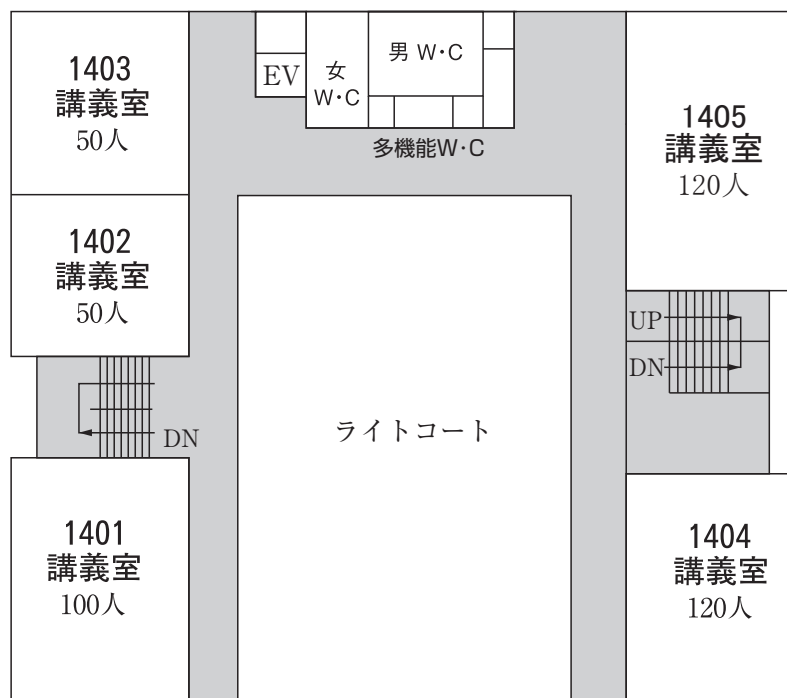 1403
講義室
50人
EV
女
W・C
男 W・C
多機能W・C
1405
講義室
120人
1402
講義室
50人
UP
DN
DN
ライトコート
1401
講義室
100人
1404
講義室
120人